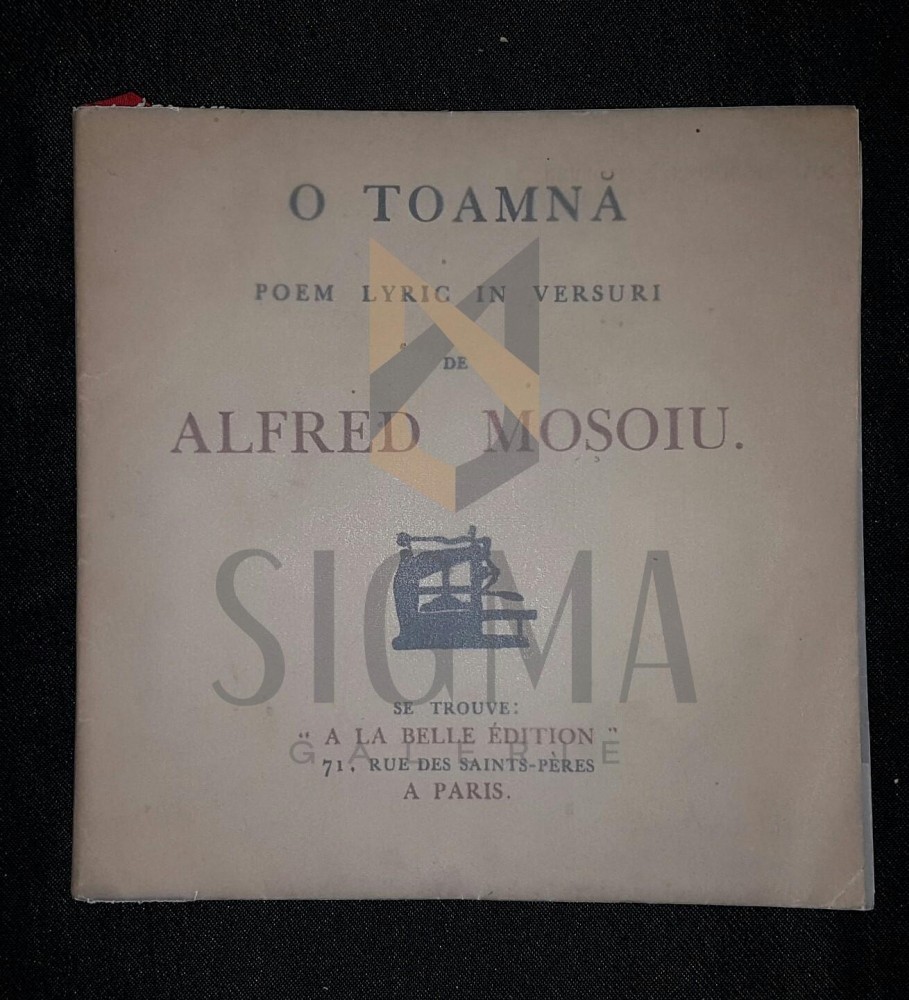 O TOAMNĂ
POEM LYRIC IN VERSURI
DE
ALFRED MOȘOIU.
SIGMA
SE TROUVE:
“ A LA BELLE ÉDITION ”
GALERIE
71, RUE DES SAINTS-PÈRES
A PARIS.